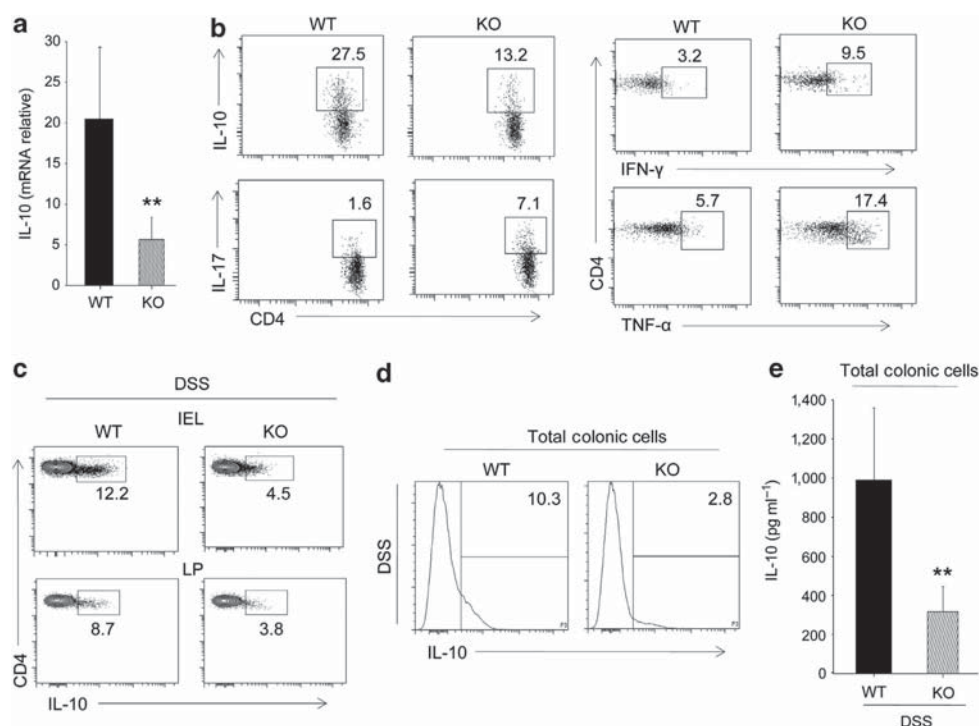 a
IL-10 (mRNA relative)
30
25
20
15
10
5
0
**
WT
KO
b
WT
KO
27.5
13.2
IL-10
1.6
7.1
IL-17
CD4
WT
KO
3.2
9.5
IFN-γ
5.7
17.4
CD4
TNF-α
c
DSS
IEL
WT
KO
12.2
4.5
LP
8.7
3.8
CD4
IL-10
d
Total colonic cells
WT
KO
10.3
2.8
DSS
P3
P3
IL-10
e
Total colonic cells
IL-10 (pg ml⁻¹)
1,400
1,200
1,000
800
600
400
200
0
**
WT
KO
DSS